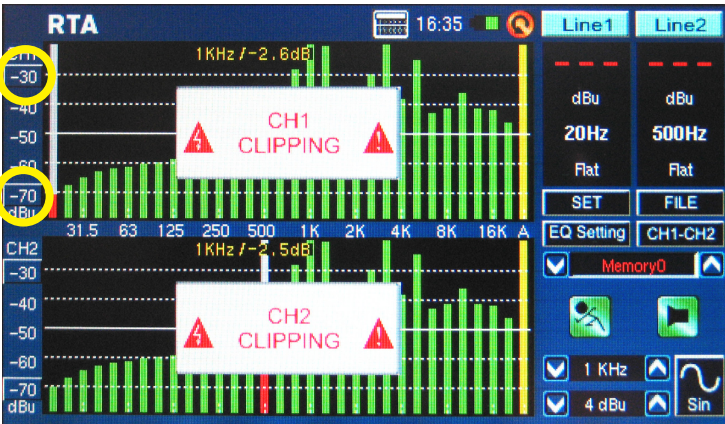 RTA 16:35
CH1 1KHz/-2.6dB
-30
-40
-50
-60
-70
dBu
CH1
CLIPPING
31.5 63 125 250 500 1K 2K 4K 8K 16K A
CH2 1KHz/-2.5dB
-30
-40
-50
-60
-70
dBu
CH2
CLIPPING
Line1 Line2
--- ---
dBu dBu
20Hz 500Hz
Flat Flat
SET FILE
EQ Setting CH1-CH2
Memory0
1 KHz
4 dBu
Sin